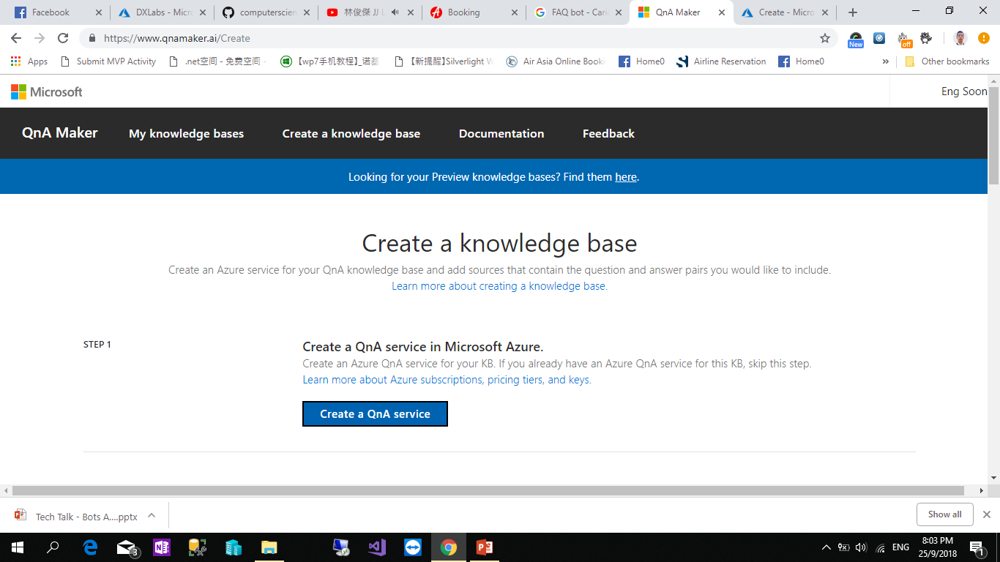 Facebook
DXLabs - Micr
computerscien
林俊傑 JJ L
Booking
FAQ bot - Cari
QnA Maker
Create - Micro
https://www.qnamaker.ai/Create
New
off
Apps
Submit MVP Activity
.net空间 - 免费空间 -
【wp7手机教程】_诺基
【新提醒】Silverlight W
Air Asia Online Booki
Home0
Airline Reservation
Home0
»
Other bookmarks
Microsoft
Eng Soon
QnA Maker
My knowledge bases
Create a knowledge base
Documentation
Feedback
Looking for your Preview knowledge bases? Find them here.
Create a knowledge base
Create an Azure service for your QnA knowledge base and add sources that contain the question and answer pairs you would like to include.
Learn more about creating a knowledge base.
STEP 1
Create a QnA service in Microsoft Azure.
Create an Azure QnA service for your KB. If you already have an Azure QnA service for this KB, skip this step.
Learn more about Azure subscriptions, pricing tiers, and keys.
Create a QnA service
Tech Talk - Bots A....pptx
Show all
3
ENG
8:03 PM
25/9/2018
1